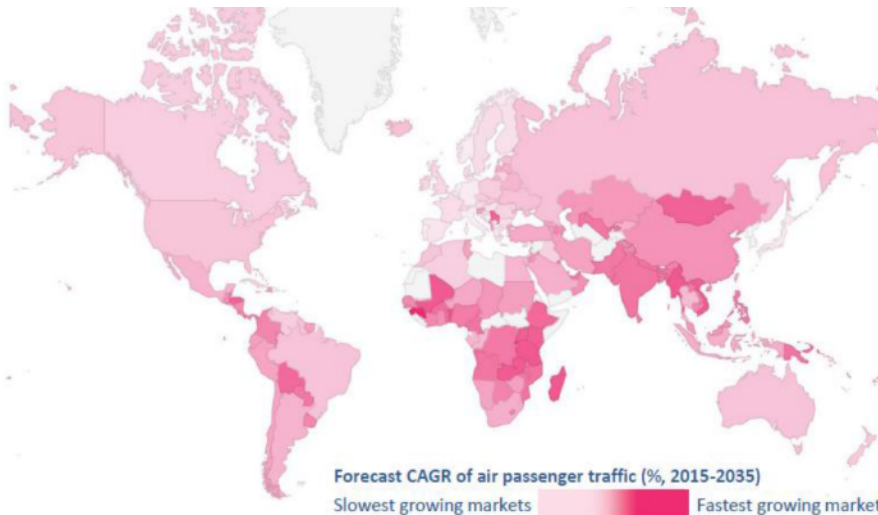 Forecast CAGR of air passenger traffic (%, 2015-2035)
Slowest growing markets Fastest growing market